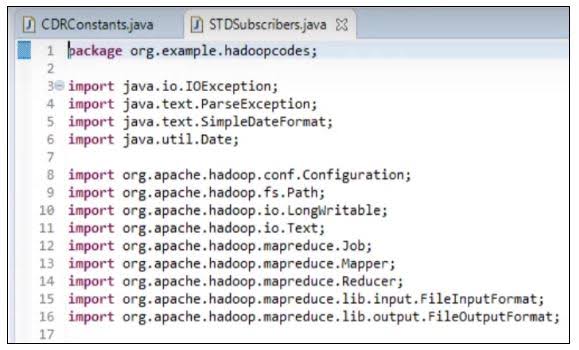 CDRConstants.java STDSubscribers.java
1 package org.example.hadoopcodes;
2
3 import java.io.IOException;
4 import java.text.ParseException;
5 import java.text.SimpleDateFormat;
6 import java.util.Date;
7
8 import org.apache.hadoop.conf.Configuration;
9 import org.apache.hadoop.fs.Path;
10 import org.apache.hadoop.io.LongWritable;
11 import org.apache.hadoop.io.Text;
12 import org.apache.hadoop.mapreduce.Job;
13 import org.apache.hadoop.mapreduce.Mapper;
14 import org.apache.hadoop.mapreduce.Reducer;
15 import org.apache.hadoop.mapreduce.lib.input.FileInputFormat;
16 import org.apache.hadoop.mapreduce.lib.output.FileOutputFormat;
17